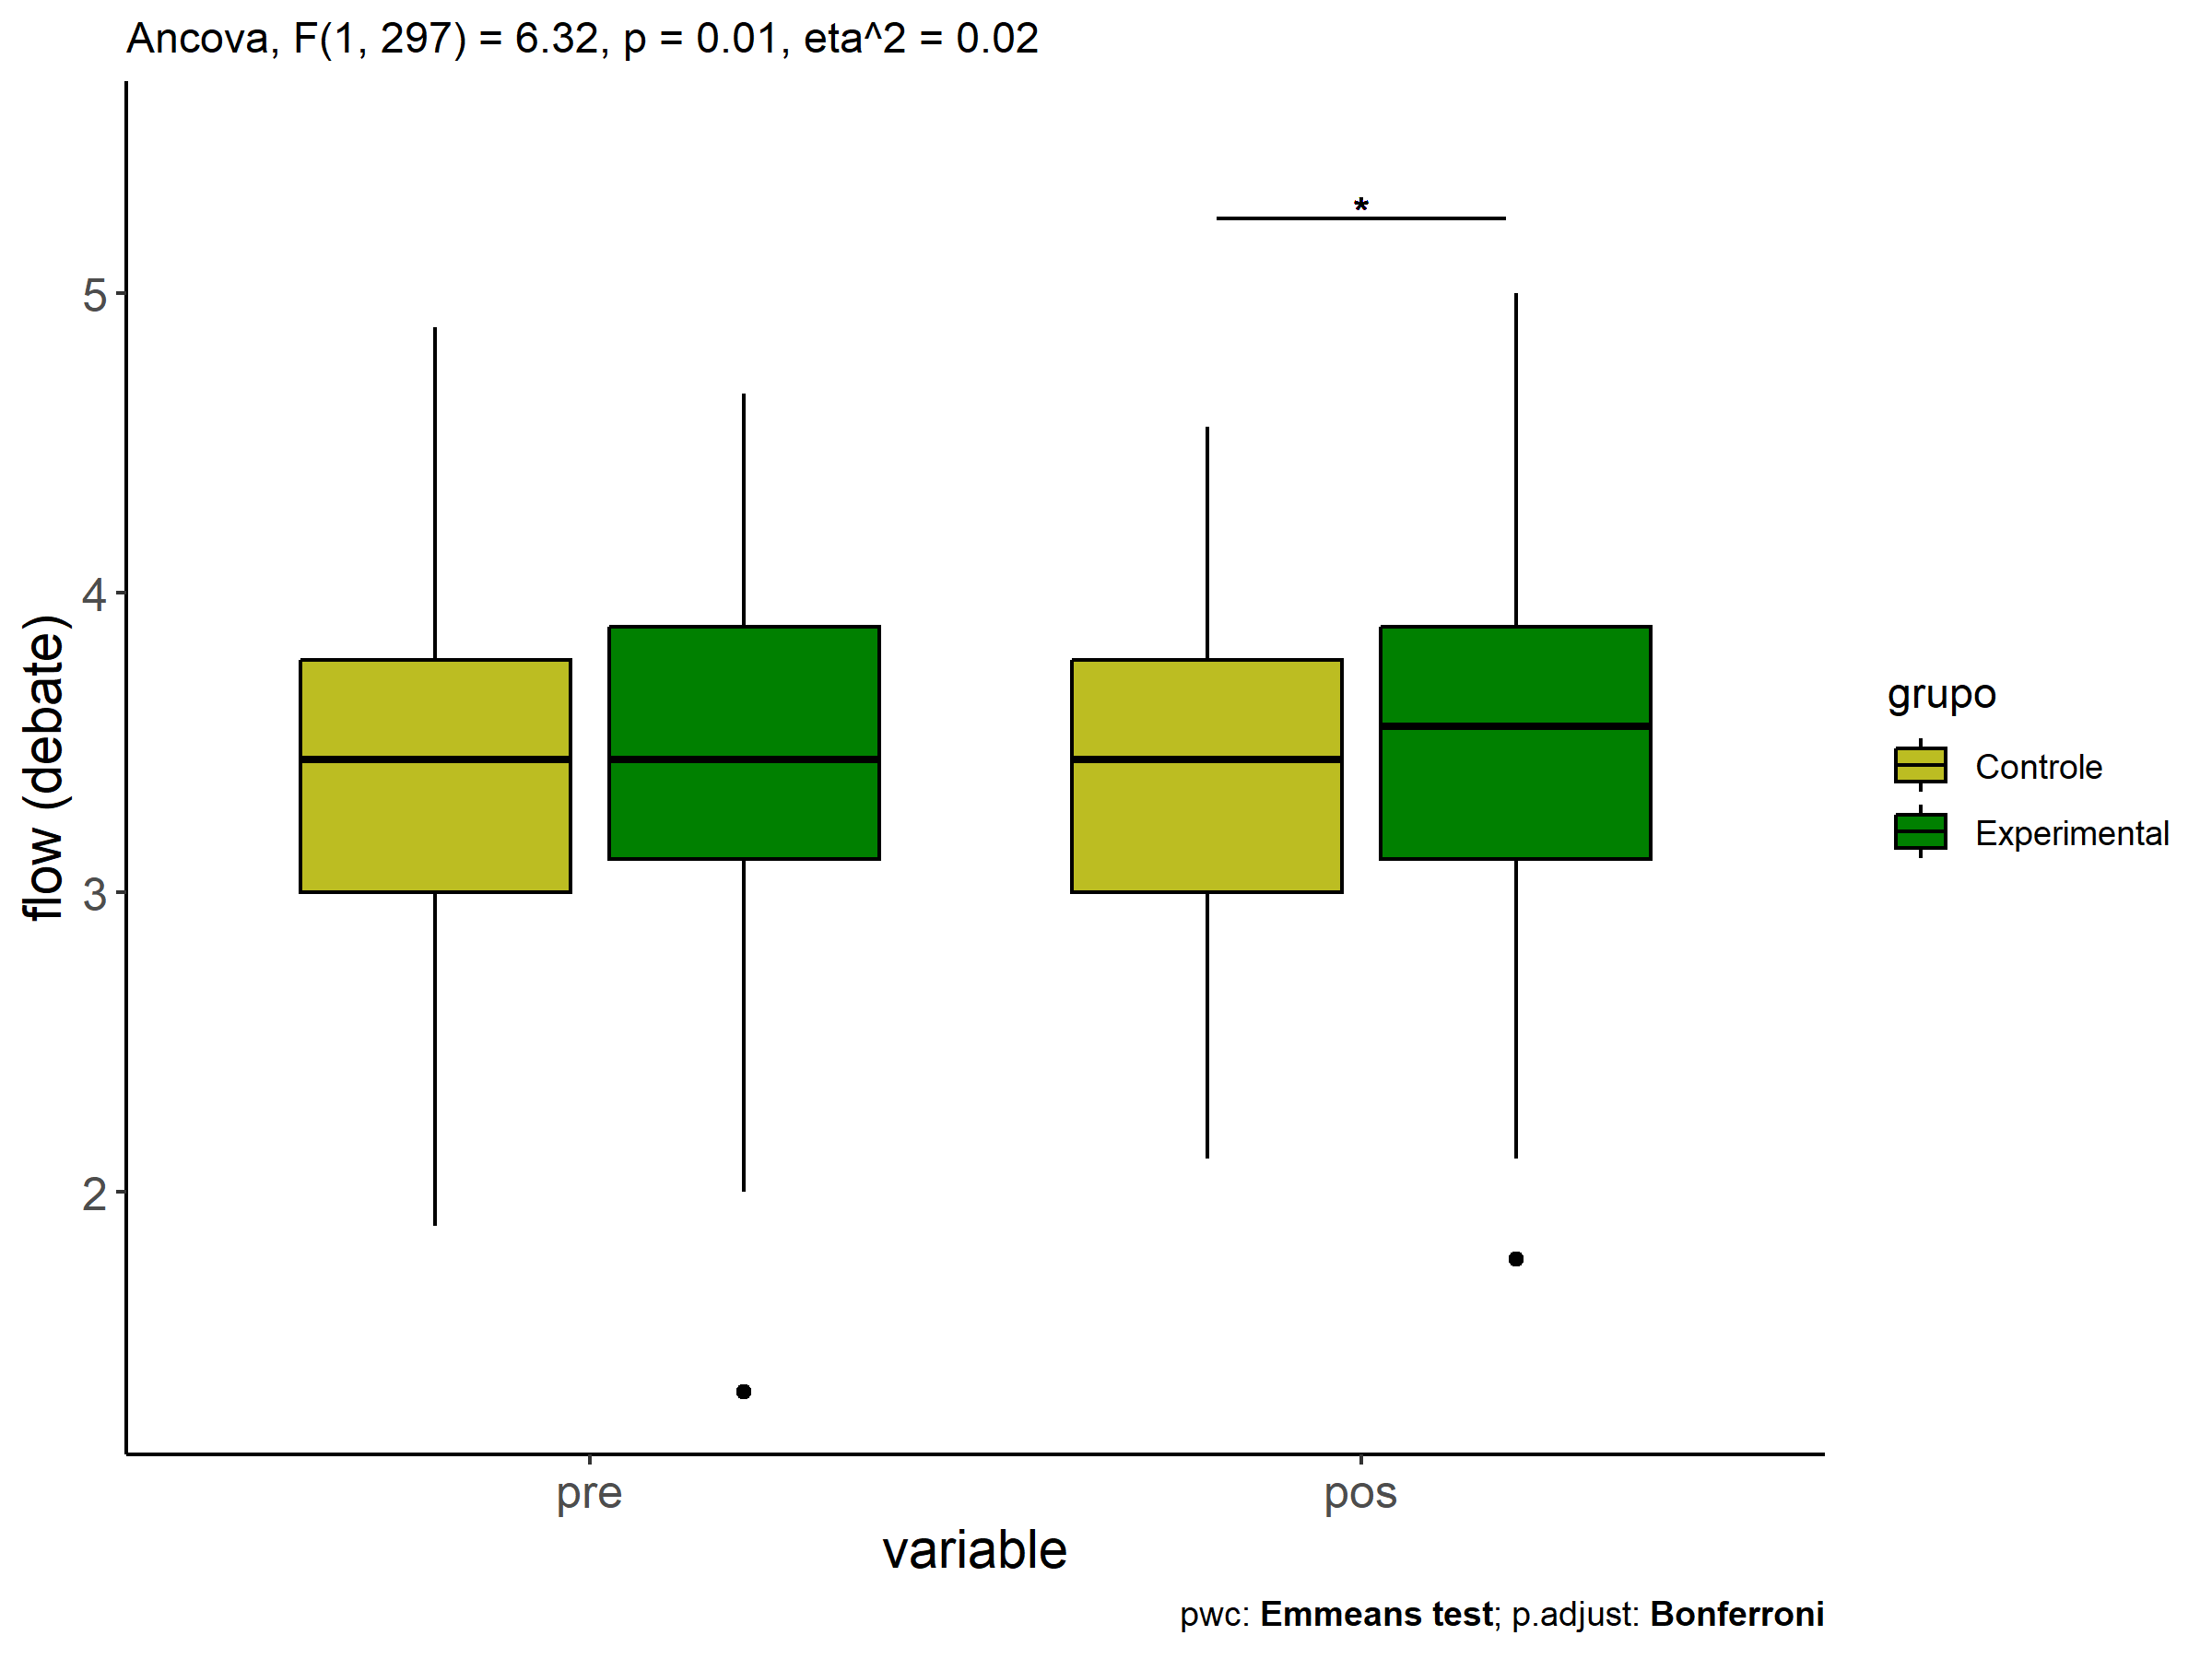 Ancova, F(1, 297) = 6.32, p = 0.01, eta^2 = 0.02
*
5
4
3
2
flow (debate)
pre
pos
variable
grupo
Controle
Experimental
pwc: Emmeans test; p.adjust: Bonferroni